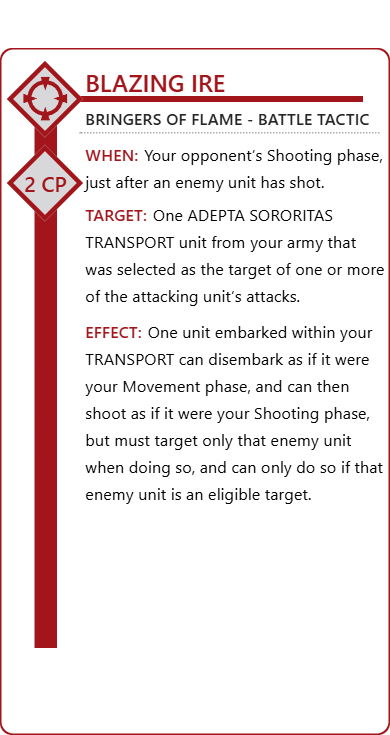 BLAZING IRE
BRINGERS OF FLAME - BATTLE TACTIC
2 CP
WHEN: Your opponent's Shooting phase,
just after an enemy unit has shot.
TARGET: One ADEPTA SORORITAS
TRANSPORT unit from your army that
was selected as the target of one or more
of the attacking unit's attacks.
EFFECT: One unit embarked within your
TRANSPORT can disembark as if it were
your Movement phase, and can then
shoot as if it were your Shooting phase,
but must target only that enemy unit
when doing so, and can only do so if that
enemy unit is an eligible target.